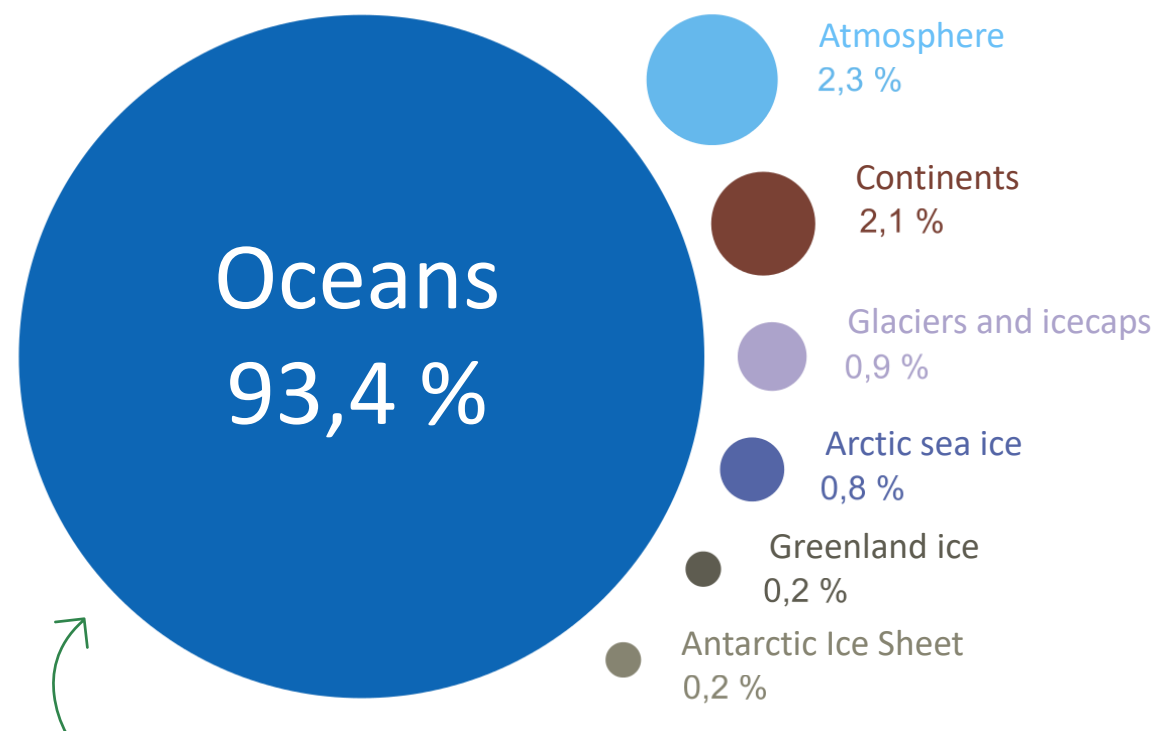 Oceans
93,4 %
Atmosphere
2,3 %
Continents
2,1 %
Glaciers and icecaps
0,9 %
Arctic sea ice
0,8 %
Greenland ice
0,2 %
Antarctic Ice Sheet
0,2 %